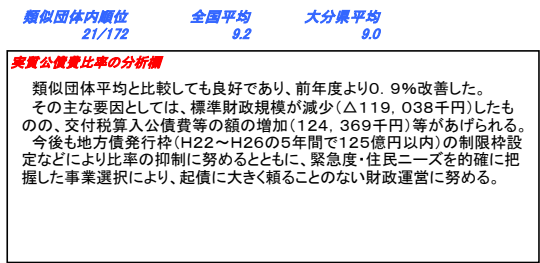 類似団体内順位 全国平均 大分県平均
21/172 9.2 9.0
実質公債費比率の分析欄
類似団体平均と比較しても良好であり、前年度より0.9%改善した。
その主な要因としては、標準財政規模が減少(△119,038千円)したも
のの、交付税算入公債費等の額の増加(124,369千円)等があげられる。
今後も地方債発行枠(H22~H26の5年間で125億円以内)の制限枠設
定などにより比率の抑制に努めるとともに、緊急度・住民ニーズを的確に把
握した事業選択により、起債に大きく頼ることのない財政運営に努める。